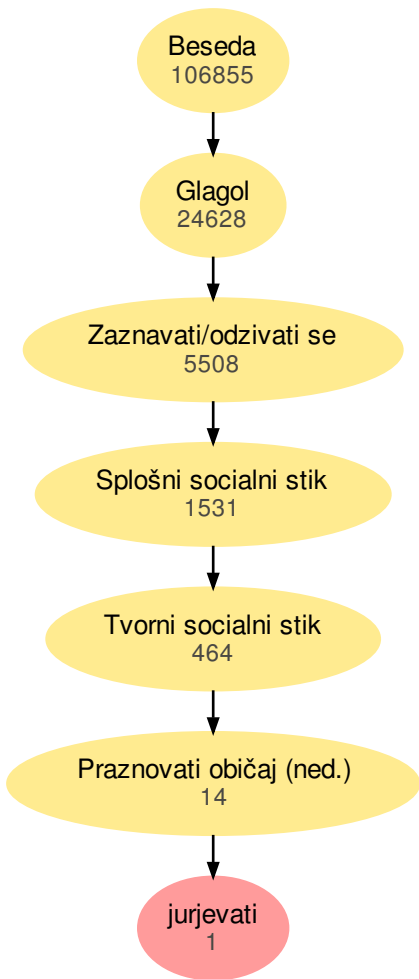 Beseda
106855
Glagol
24628
Zaznavati/odzivati se
5508
Splošni socialni stik
1531
Tvorni socialni stik
464
Praznovati običaj (ned.)
14
jurjevati
1